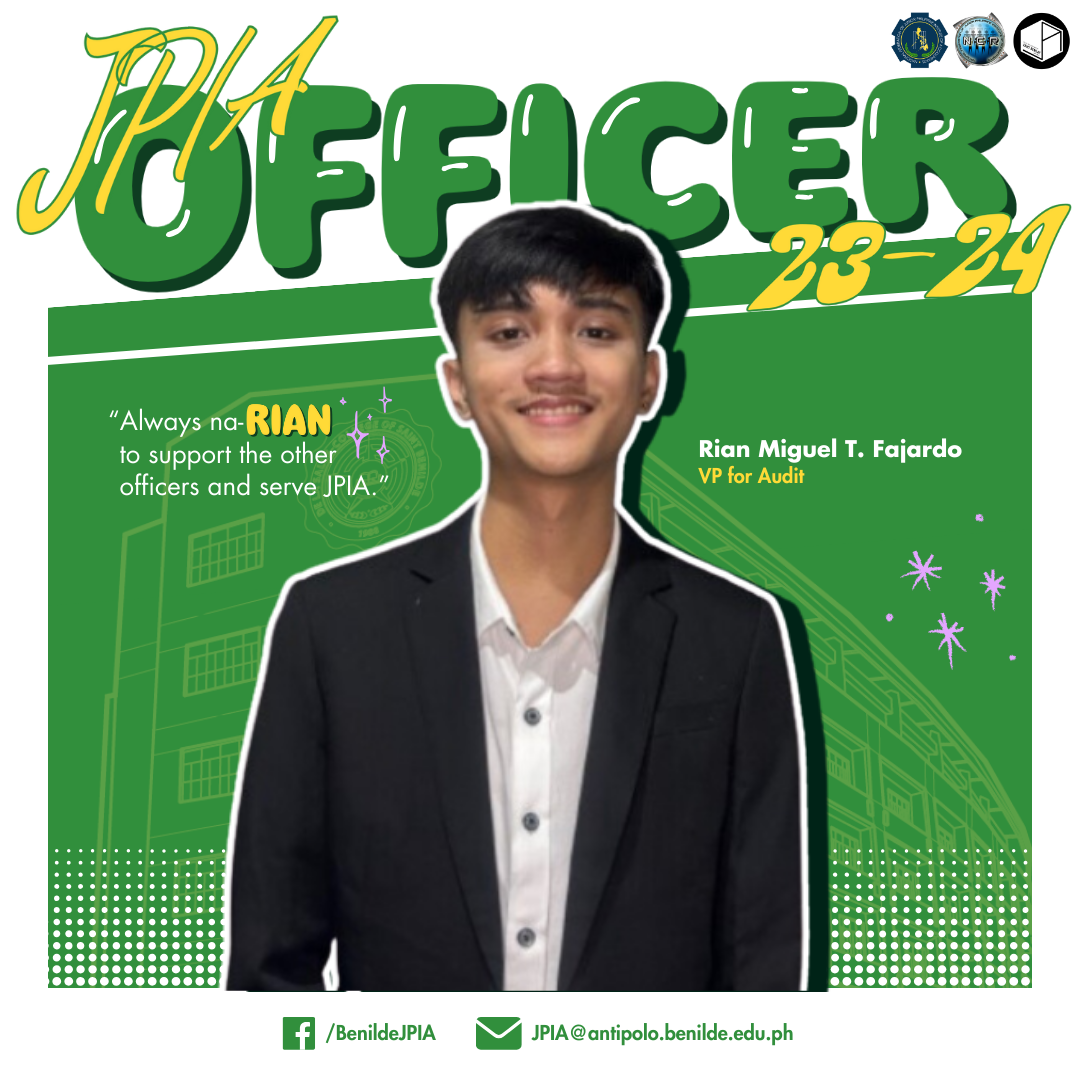 JPIA
OFFICER
23-24
NCR
“Always na-RIAN
to support the other
officers and serve JPIA.”
Rian Miguel T. Fajardo
VP for Audit
/BenildeJPIA
JPIA@antipolo.benilde.edu.ph